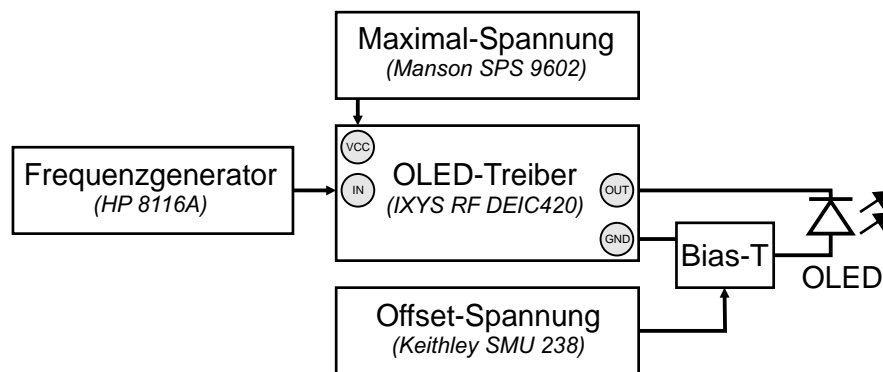 Maximal-Spannung
(Manson SPS 9602)
Frequenzgenerator
(HP 8116A)
VCC
IN
OLED-Treiber
(IXYS RF DEIC420)
OUT
GND
Bias-T
OLED
Offset-Spannung
(Keithley SMU 238)